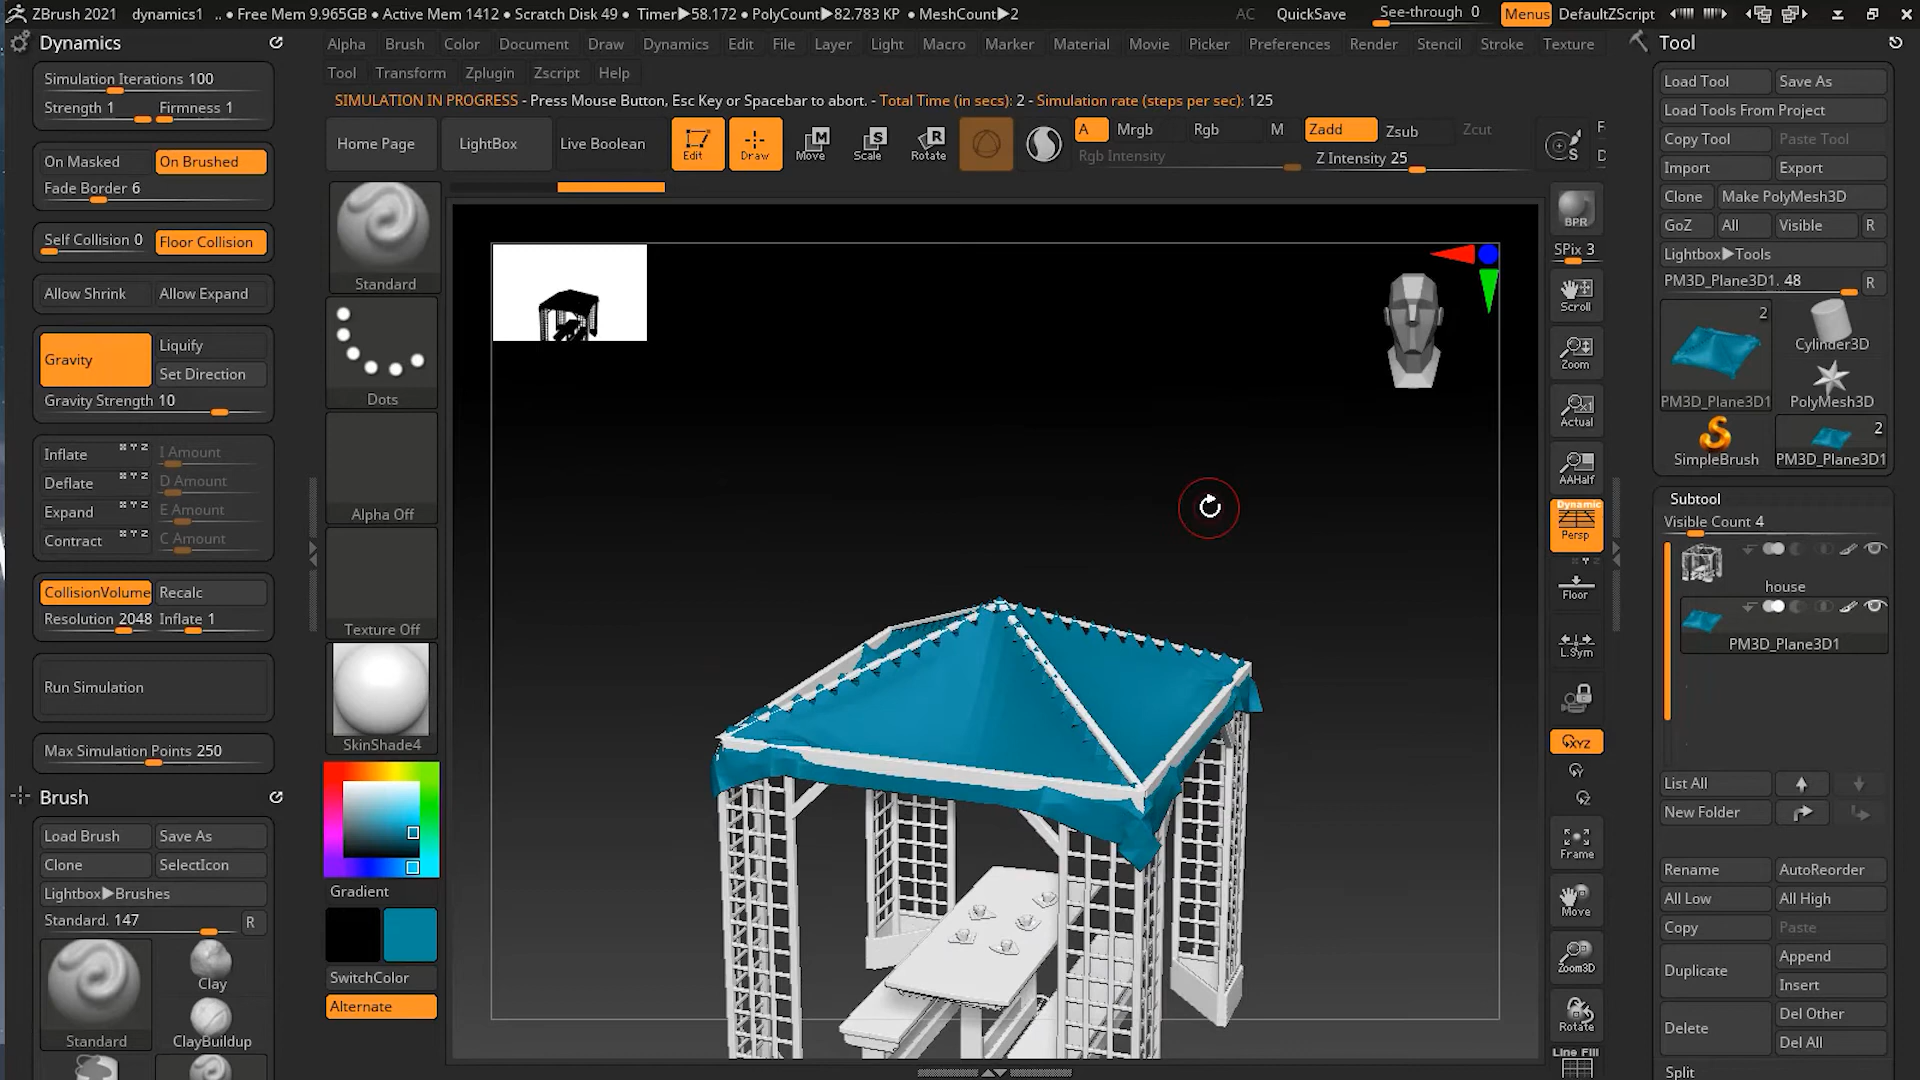 ZBrush 2021 dynamics1 .. • Free Mem 9.965GB • Active Mem 1412 • Scratch Disk 49 • Timer▶58.172 • PolyCount▶82.783 KP • MeshCount▶2 AC QuickSave See-through 0 Menus DefaultZScript
Dynamics
Simulation Iterations 100
Strength 1 Firmness 1
On Masked On Brushed
Fade Border 6
Self Collision 0 Floor Collision
Allow Shrink Allow Expand
Gravity Liquify
Set Direction
Gravity Strength 10
Inflate X Y Z I Amount
Deflate X Y Z D Amount
Expand X Y Z E Amount
Contract X Y Z C Amount
CollisionVolume Recalc
Resolution 2048 Inflate 1
Run Simulation
Max Simulation Points 250
Brush
Load Brush Save As
Clone SelectIcon
Lightbox▶Brushes
Standard. 147 R
Clay
Standard ClayBuildup
Alpha Brush Color Document Draw Dynamics Edit File Layer Light Macro Marker Material Movie Picker Preferences Render Stencil Stroke Texture
Tool Transform Zplugin Zscript Help
SIMULATION IN PROGRESS - Press Mouse Button, Esc Key or Spacebar to abort. - Total Time (in secs): 2 - Simulation rate (steps per sec): 125
Home Page LightBox Live Boolean Edit Draw Move Scale Rotate
A Mrgb Rgb M Zadd Zsub Zcut
Rgb Intensity Z Intensity 25
M S R S F
D
Standard
Dots
Alpha Off
Texture Off
SkinShade4
Gradient
SwitchColor
Alternate
BPR
SPix 3
Scroll
Zoom
Actual
AAHalf
Dynamic
Persp
Floor
L.Sym
XYZ
Y
Z
Frame
Move
Zoom3D
Rotate
Line Fill
Tool
Load Tool Save As
Load Tools From Project
Copy Tool Paste Tool
Import Export
Clone Make PolyMesh3D
GoZ All Visible R
Lightbox▶Tools
PM3D_Plane3D1. 48 R
2
Cylinder3D
PM3D_Plane3D1 PolyMesh3D
2
SimpleBrush PM3D_Plane3D1
Subtool
Visible Count 4
house
PM3D_Plane3D1
List All
New Folder
Rename AutoReorder
All Low All High
Copy Paste
Duplicate Append
Insert
Delete Del Other
Del All
Split